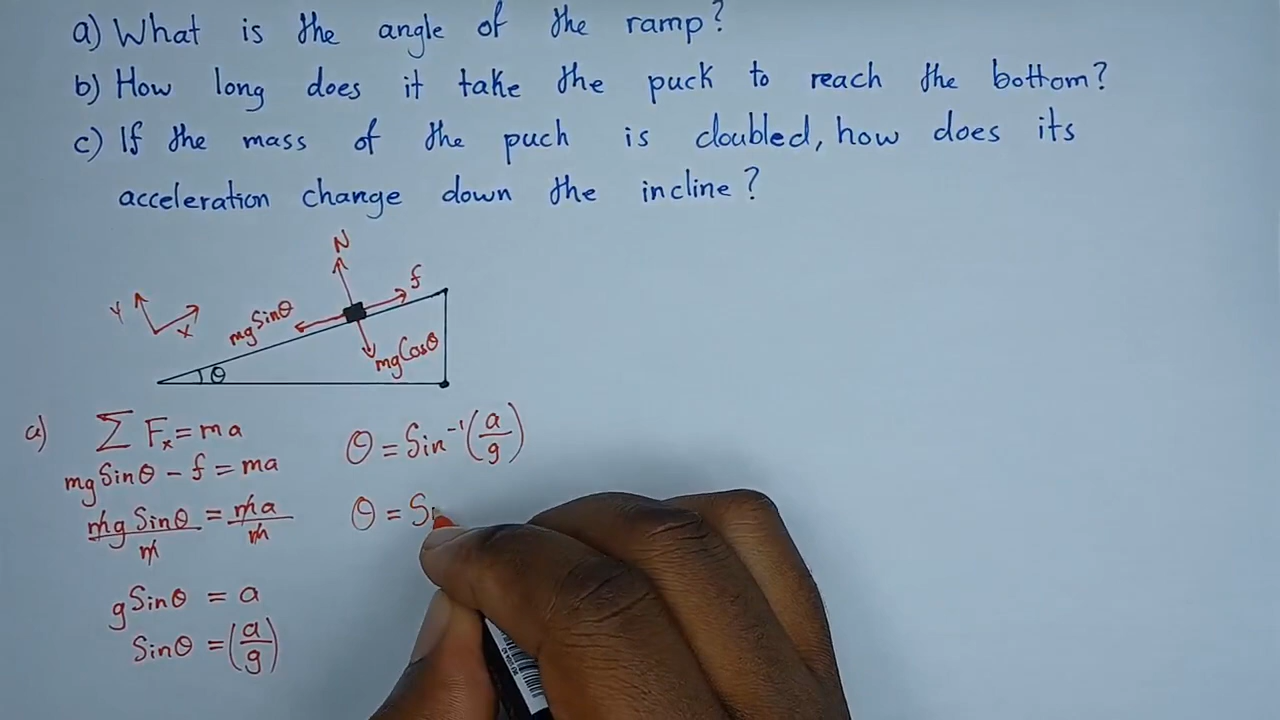 a) What is the angle of the ramp?
b) How long does it take the puck to reach the bottom?
c) If the mass of the puch is doubled, how does its
acceleration change down the incline?
N
f
Y
X
mg Sinθ
mg Cosθ
θ
a)
∑ Fₓ = ma
mg Sinθ - f = ma
mg Sinθ / m = ma / m
g Sinθ = a
Sinθ = (a/g)
θ = Sin⁻¹ (a/g)
θ = S